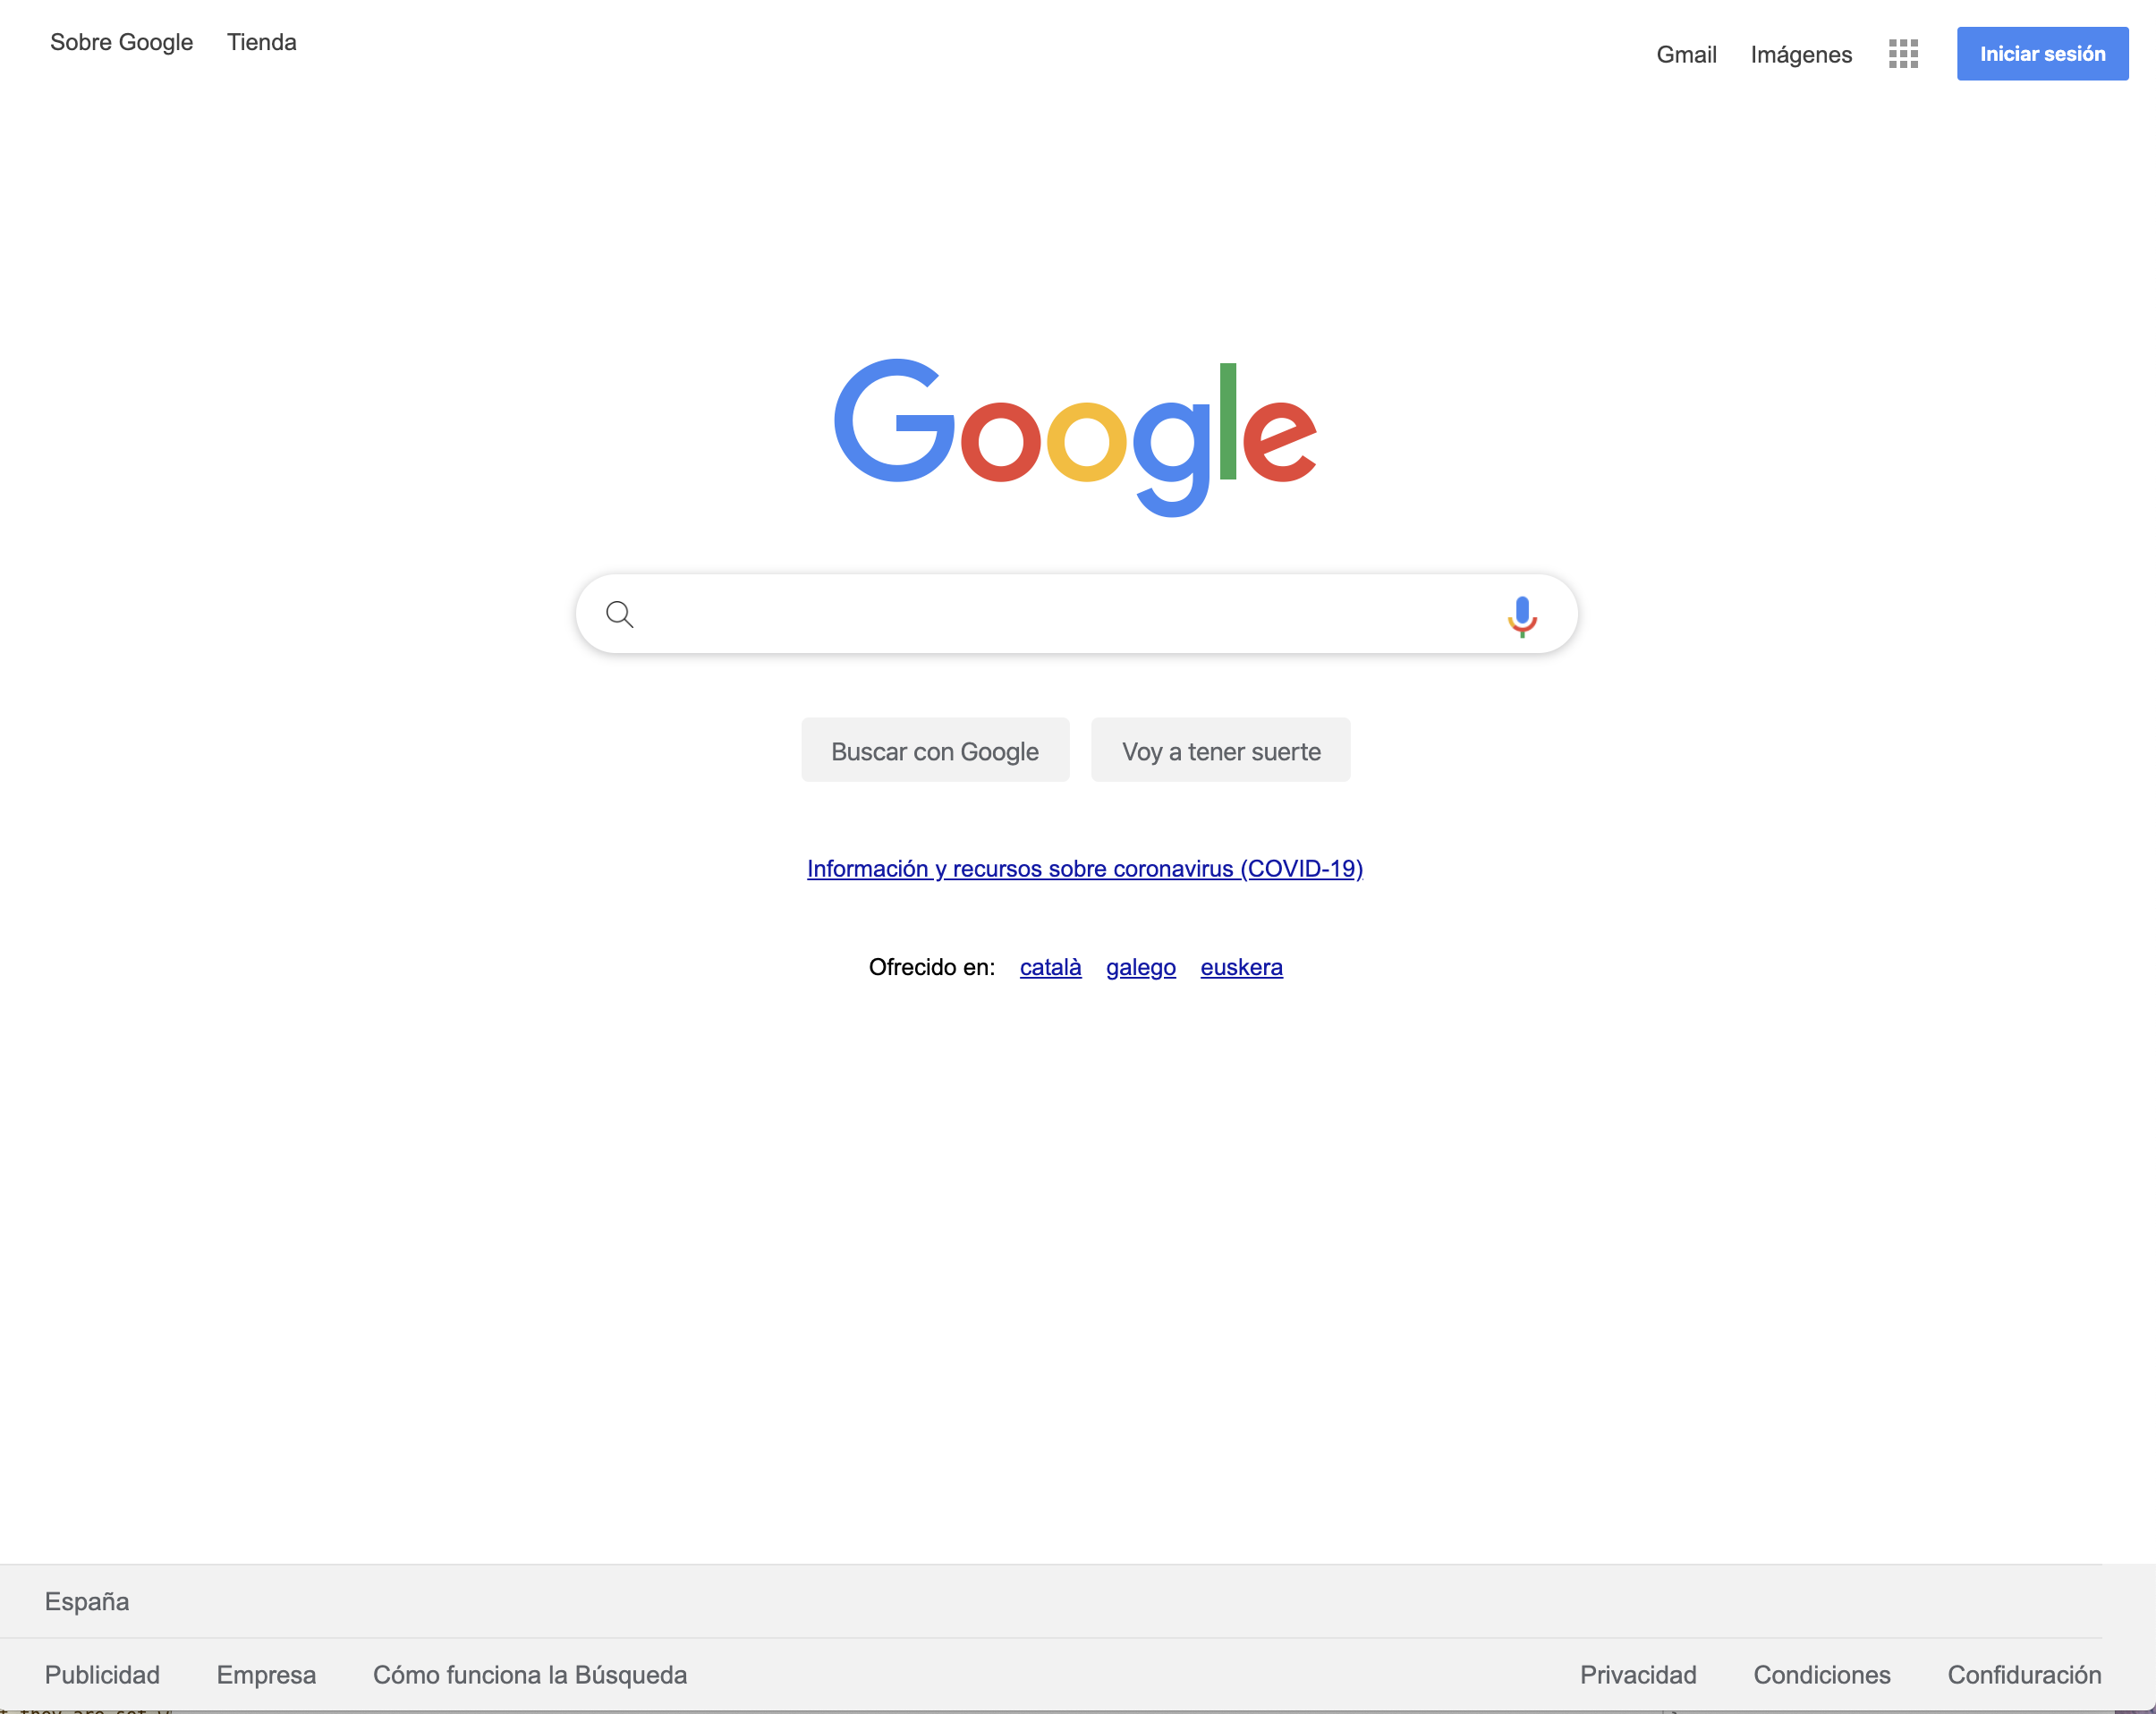 Sobre Google Tienda
Gmail Imágenes Iniciar sesión
Google
Buscar con Google Voy a tener suerte
Información y recursos sobre coronavirus (COVID-19)
Ofrecido en: català galego euskera
España
Publicidad Empresa Cómo funciona la Búsqueda Privacidad Condiciones Confiduración